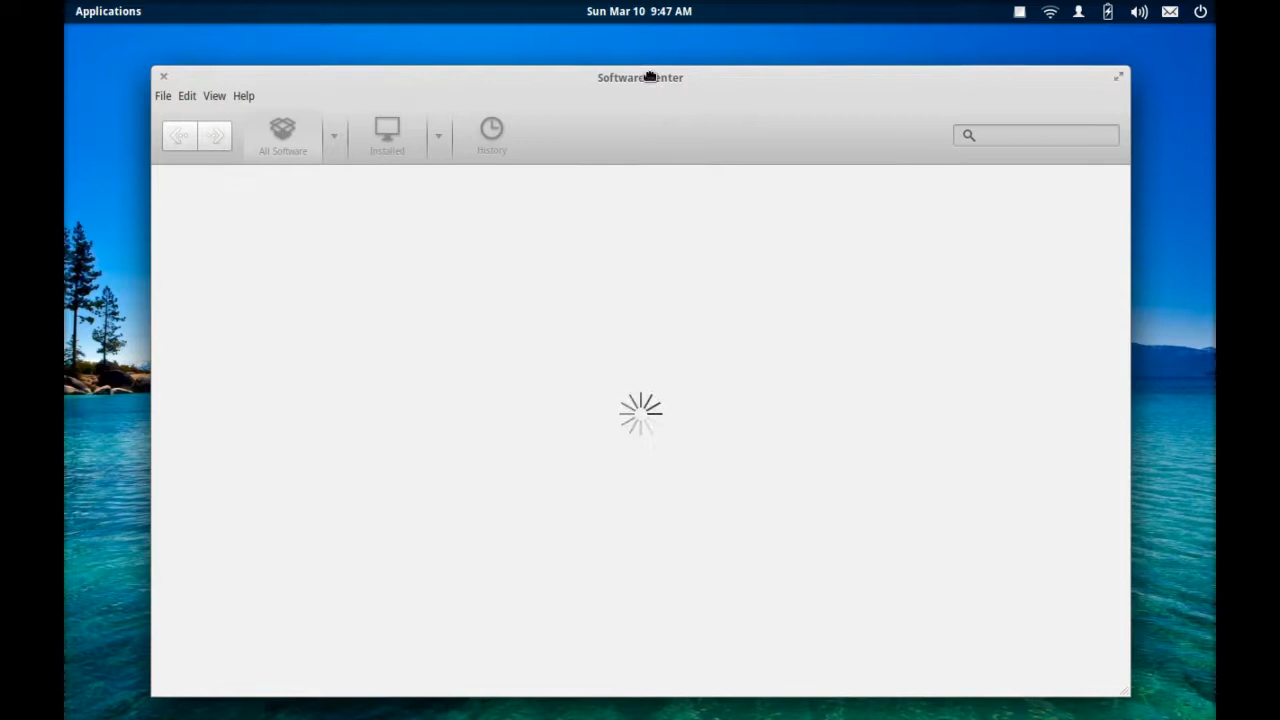 Applications Sun Mar 10 9:47 AM
Software Center
File Edit View Help
All Software Installed History